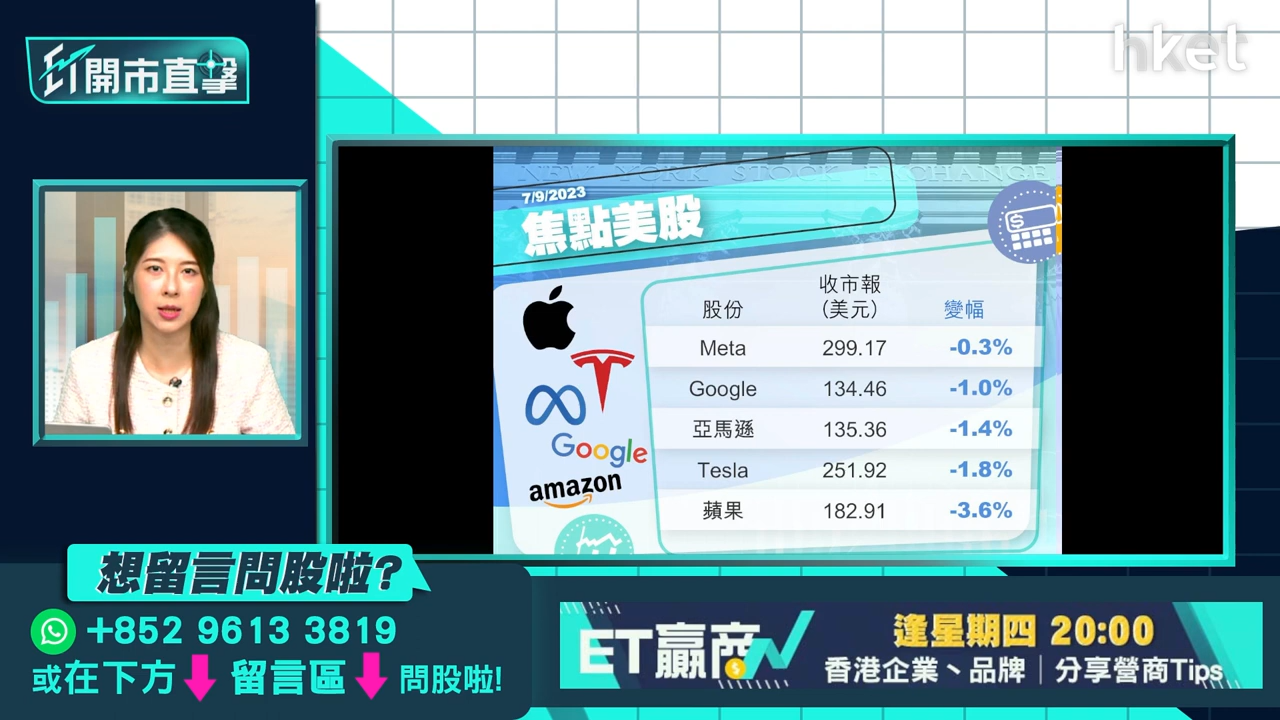 ET開市直擊
hket
NEW YORK STOCK EXCHANGE
7/9/2023
焦點美股
股份 收市報(美元) 變幅
Meta 299.17 -0.3%
Google 134.46 -1.0%
亞馬遜 135.36 -1.4%
Tesla 251.92 -1.8%
蘋果 182.91 -3.6%
Google
amazon
想留言問股啦?
+852 9613 3819
或在下方 留言區 問股啦!
ET贏商
逢星期四 20:00
香港企業、品牌｜分享營商Tips